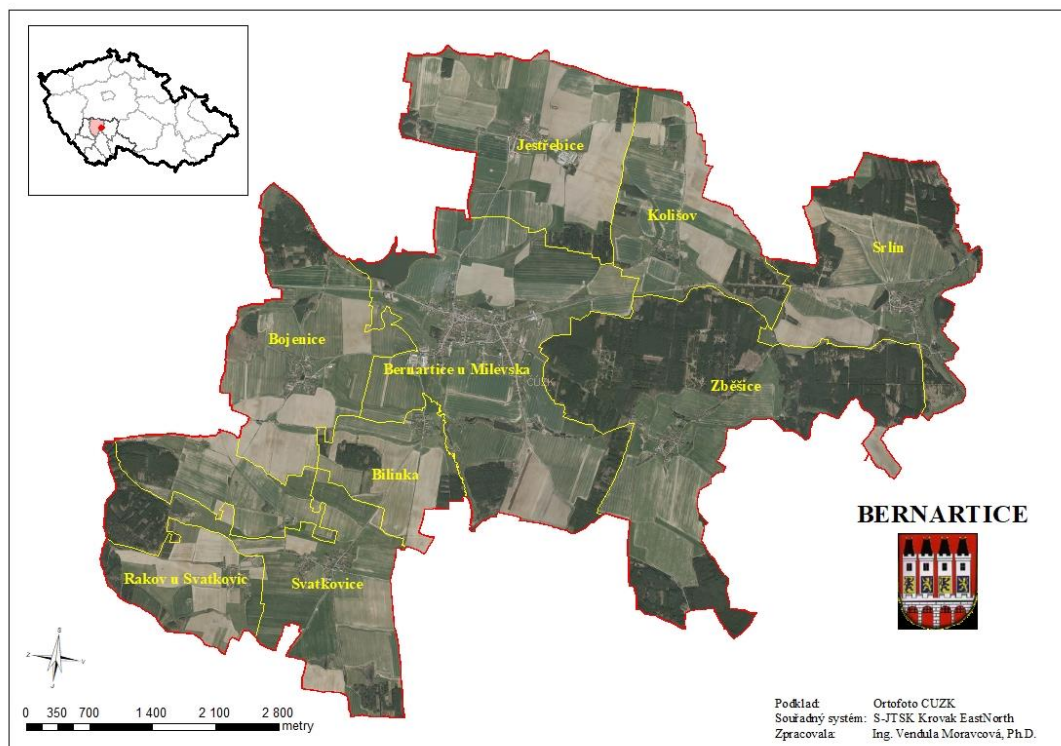 Jestřebice
Kolišov
Srlín
Bojenice
Bernartice u Milevska
CUZK
Zběšice
Bilinka
BERNARTICE
Rakov u Svatkovic
Svatkovice
S
Z
V
J
0 350 700 1 400 2 100 2 800
metry
Podklad: Ortofoto CUZK
Souřadný systém: S-JTSK Krovak EastNorth
Zpracovala: Ing. Vendula Moravcová, Ph.D.